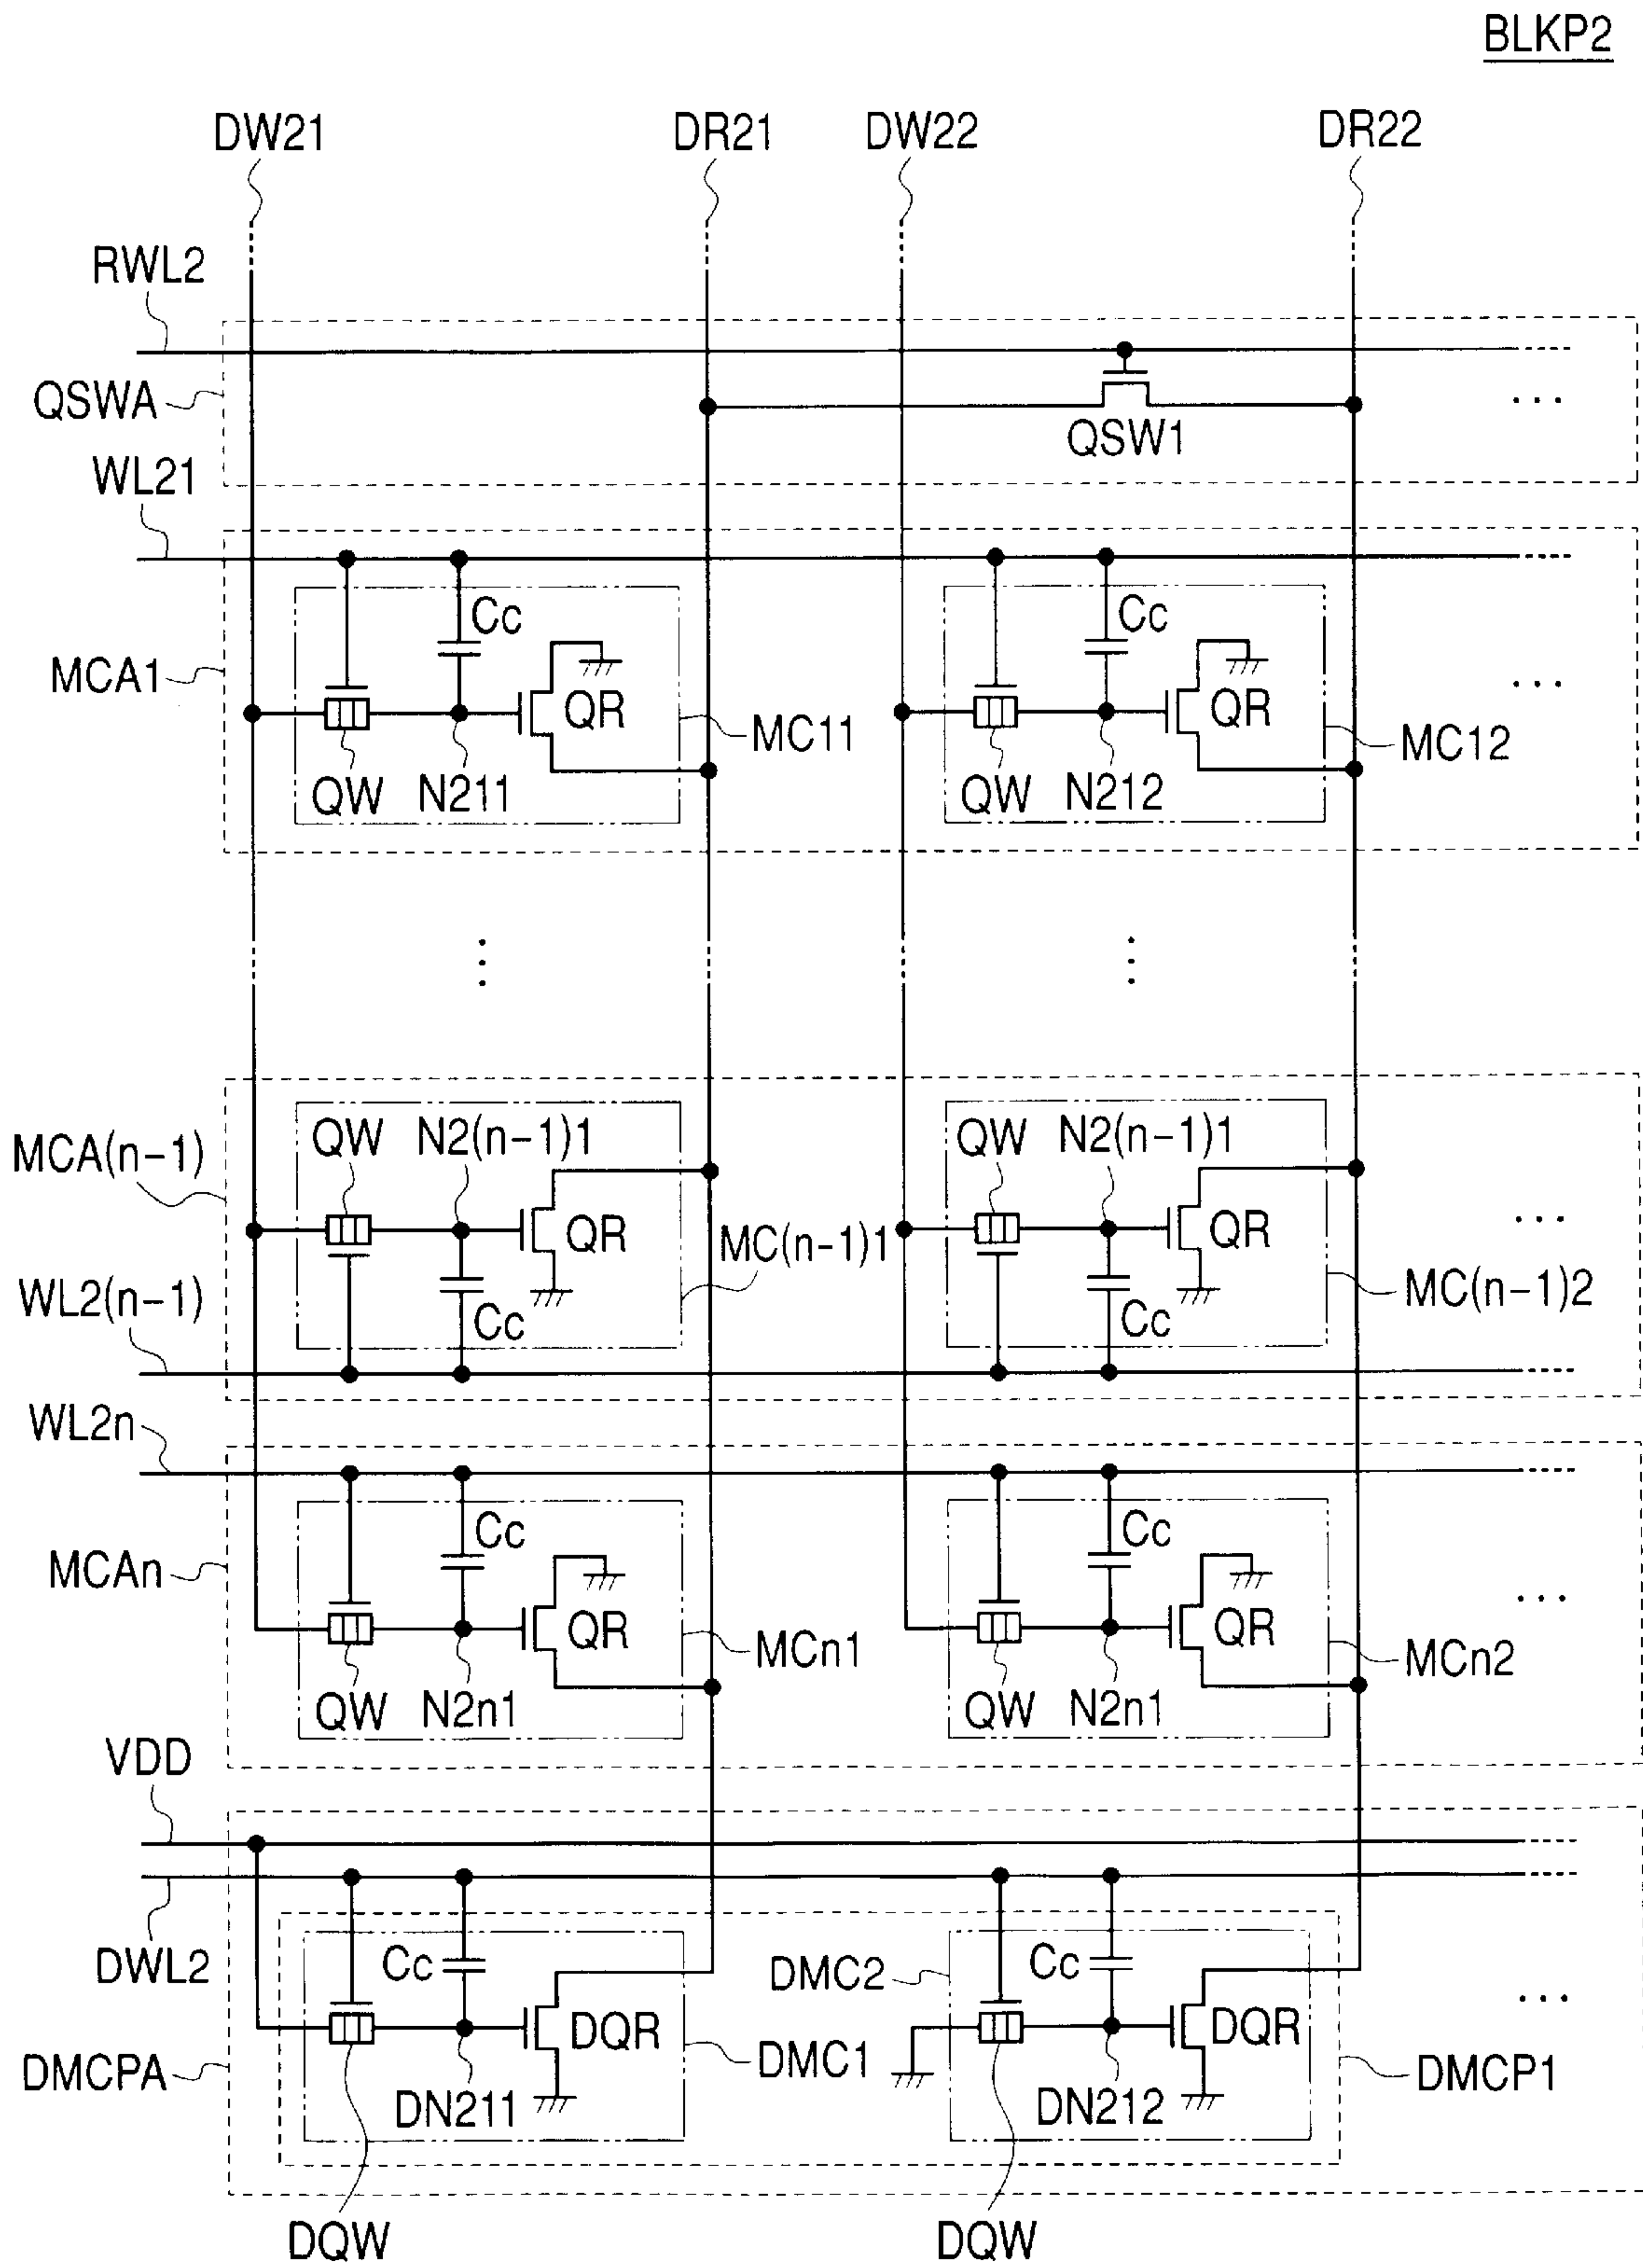 BLKP2
DW21 DR21 DW22 DR22
RWL2
QSWA
QSW1
WL21
Cc Cc
MCA1
QR QR
MC11 MC12
QW N211 QW N212
QW N2(n-1)1 QW N2(n-1)1
MCA(n-1)
QR QR
MC(n-1)1 MC(n-1)2
WL2(n-1)
Cc Cc
WL2n
Cc Cc
MCAn
QR QR
MCn1 MCn2
QW N2n1 QW N2n1
VDD
DWL2
Cc DMC2 Cc
DQR DQR
DMCPA DMC1 DMCP1
DN211 DN212
DQW DQW